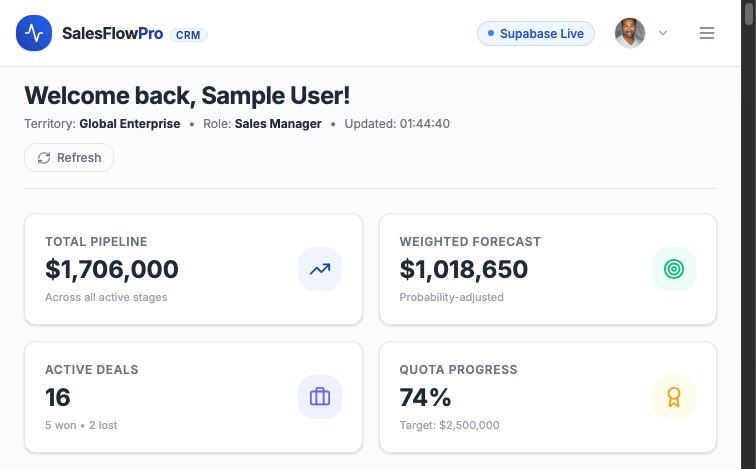 SalesFlowPro CRM
Supabase Live
Welcome back, Sample User!
Territory: Global Enterprise • Role: Sales Manager • Updated: 01:44:40
Refresh
TOTAL PIPELINE
$1,706,000
Across all active stages
WEIGHTED FORECAST
$1,018,650
Probability-adjusted
ACTIVE DEALS
16
5 won • 2 lost
QUOTA PROGRESS
74%
Target: $2,500,000